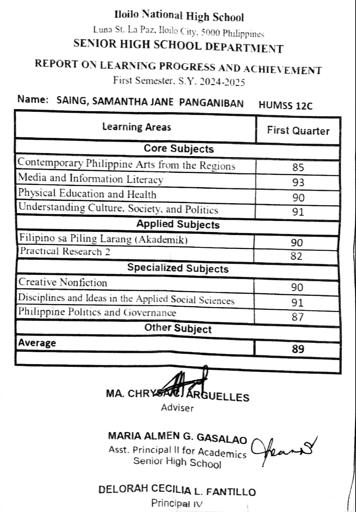 Iloilo National High School
Luna St. La Paz, Iloilo City, 5000 Philippines
SENIOR HIGH SCHOOL DEPARTMENT
REPORT ON LEARNING PROGRESS AND ACHIEVEMENT
First Semester. S.Y. 2024-2025
Name: SAING, SAMANTHA JANE PANGANIBAN HUMSS 12C
Learning Areas First Quarter
Core Subjects
Contemporary Philippine Arts from the Regions 85
Media and Information Literacy 93
Physical Education and Health 90
Understanding Culture, Society, and Politics 91
Applied Subjects
Filipino sa Piling Larang (Akademik) 90
Practical Research 2 82
Specialized Subjects
Creative Nonfiction 90
Disciplines and Ideas in the Applied Social Sciences 91
Philippine Politics and Governance 87
Other Subject
Average 89
MA. CHRYSA C. ARGUELLES
Adviser
MARIA ALMEN G. GASALAO
Asst. Principal II for Academics
Senior High School
DELORAH CECILIA L. FANTILLO
Principal IV